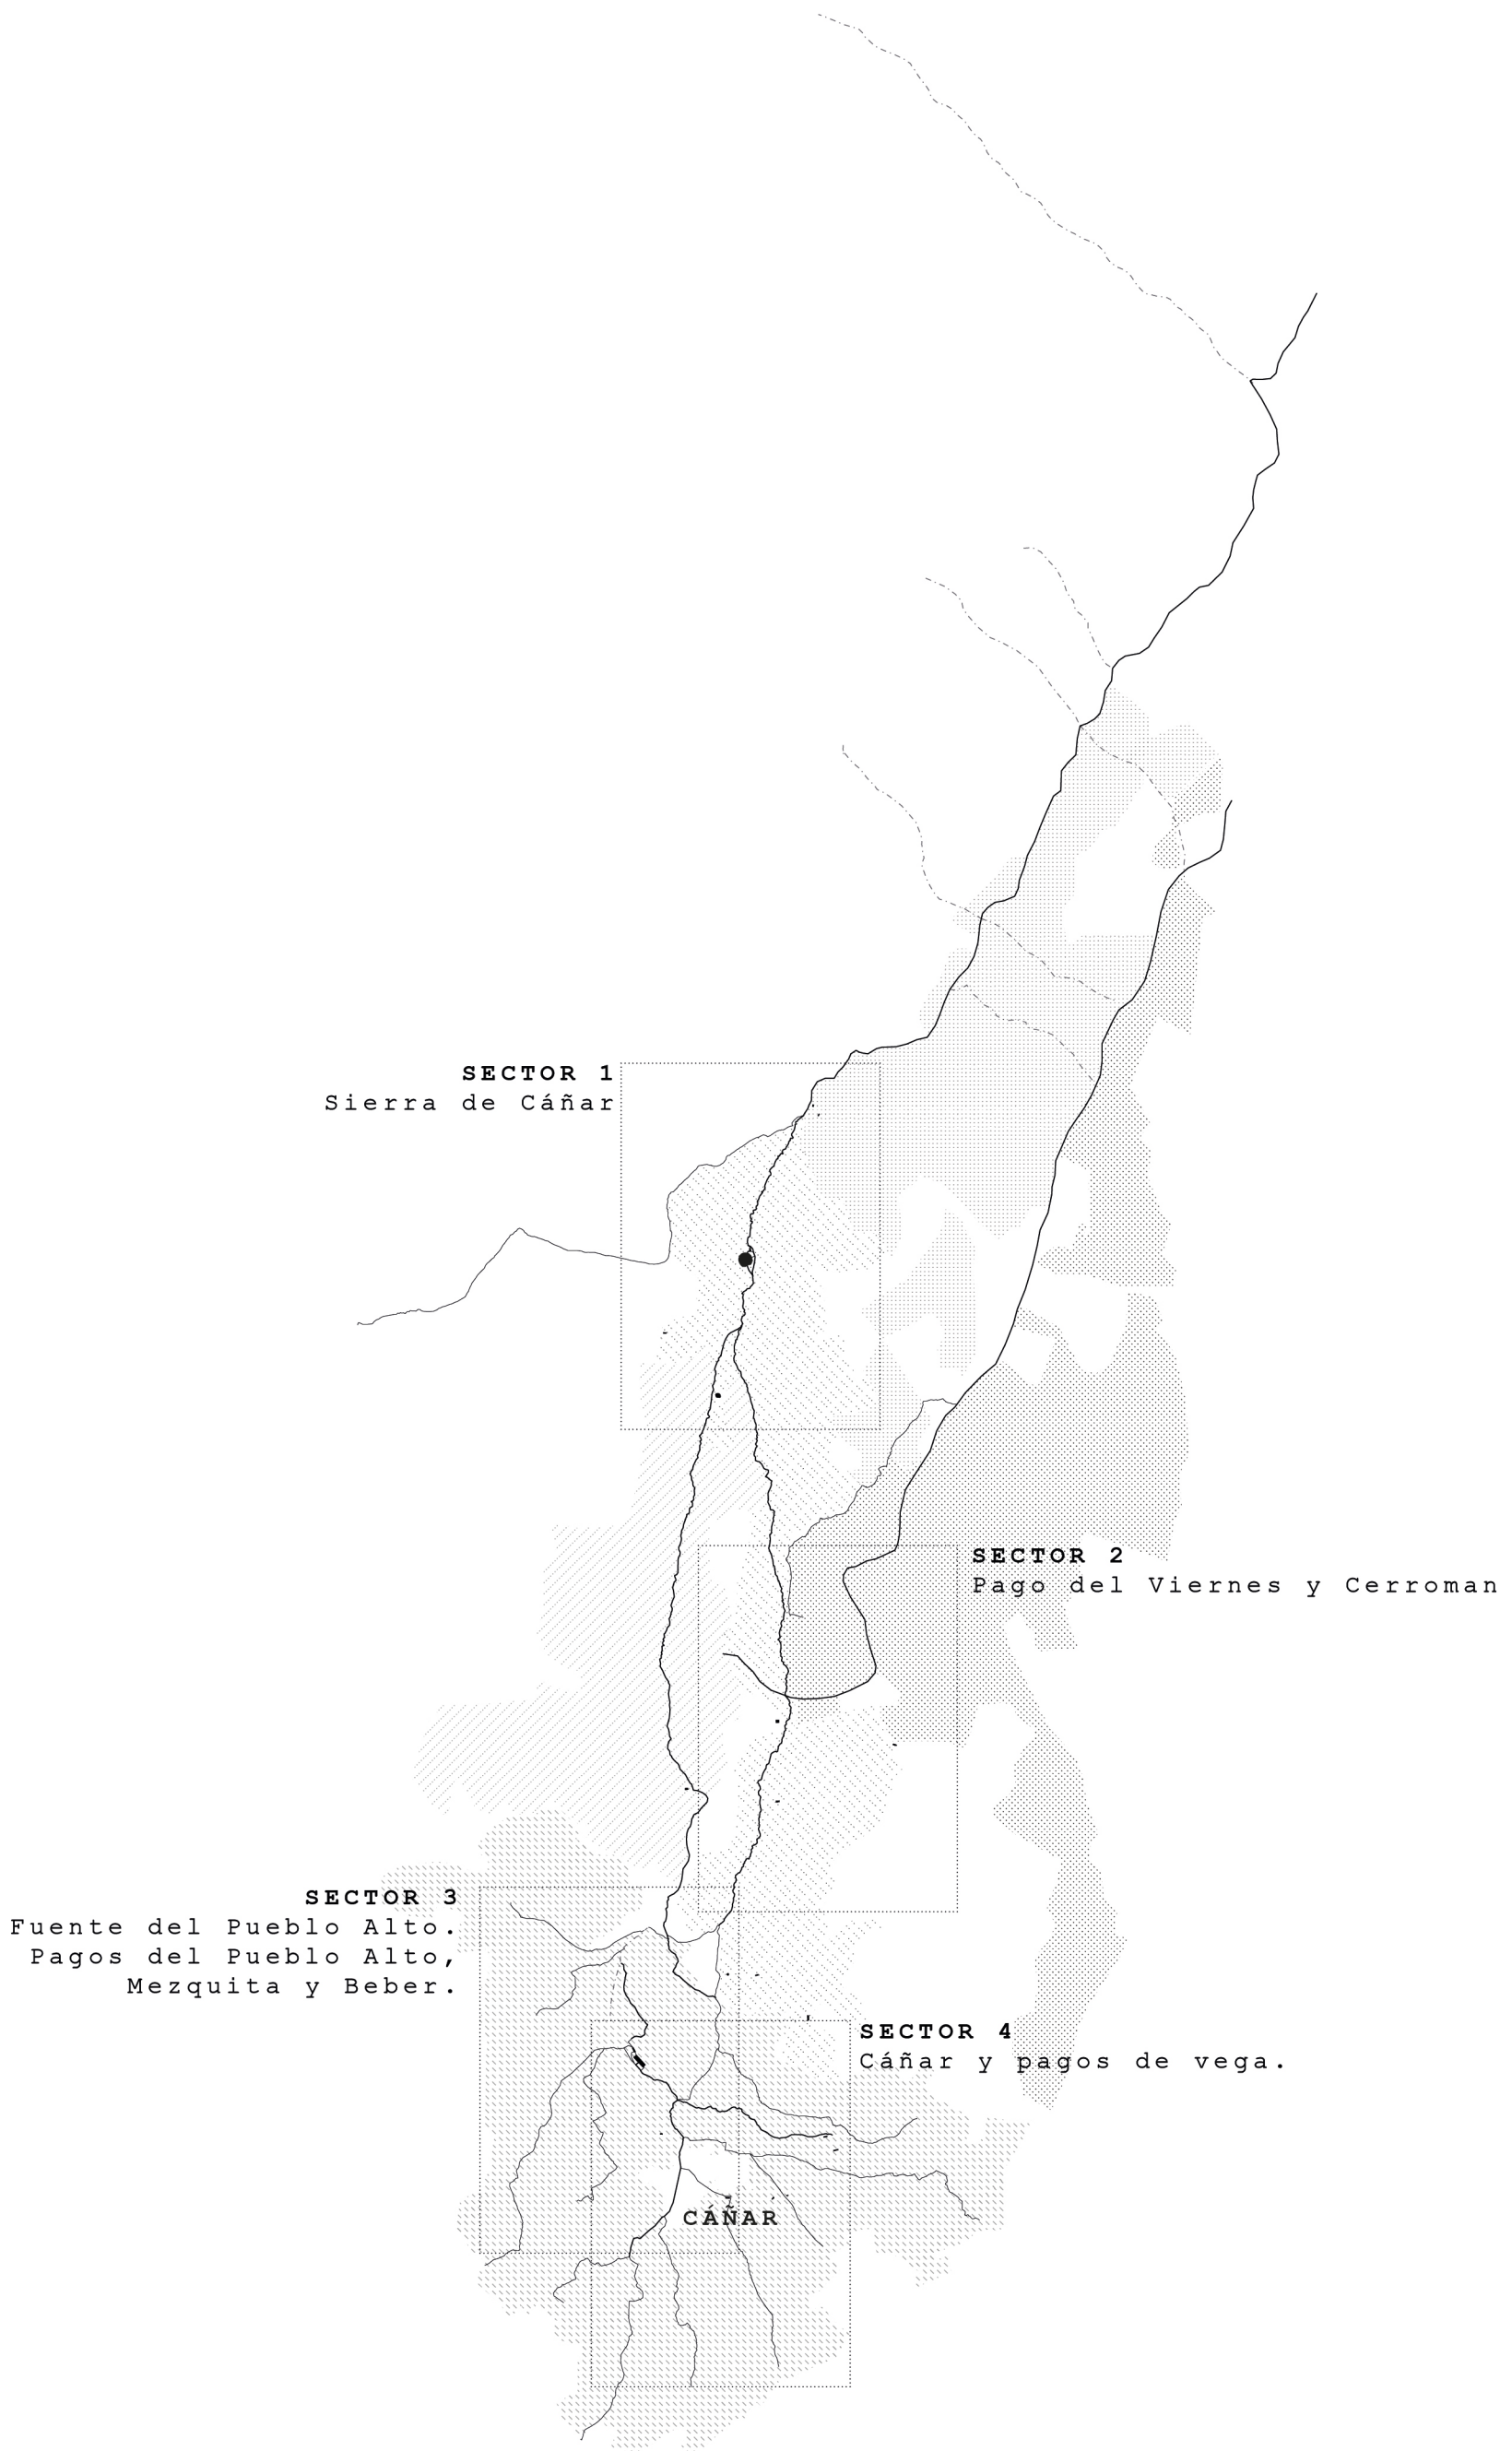 SECTOR 1
Sierra de Cáñar
SECTOR 2
Pago del Viernes y Cerroman
SECTOR 3
Fuente del Pueblo Alto.
Pagos del Pueblo Alto,
Mezquita y Beber.
SECTOR 4
Cáñar y pagos de vega.
CÁÑAR